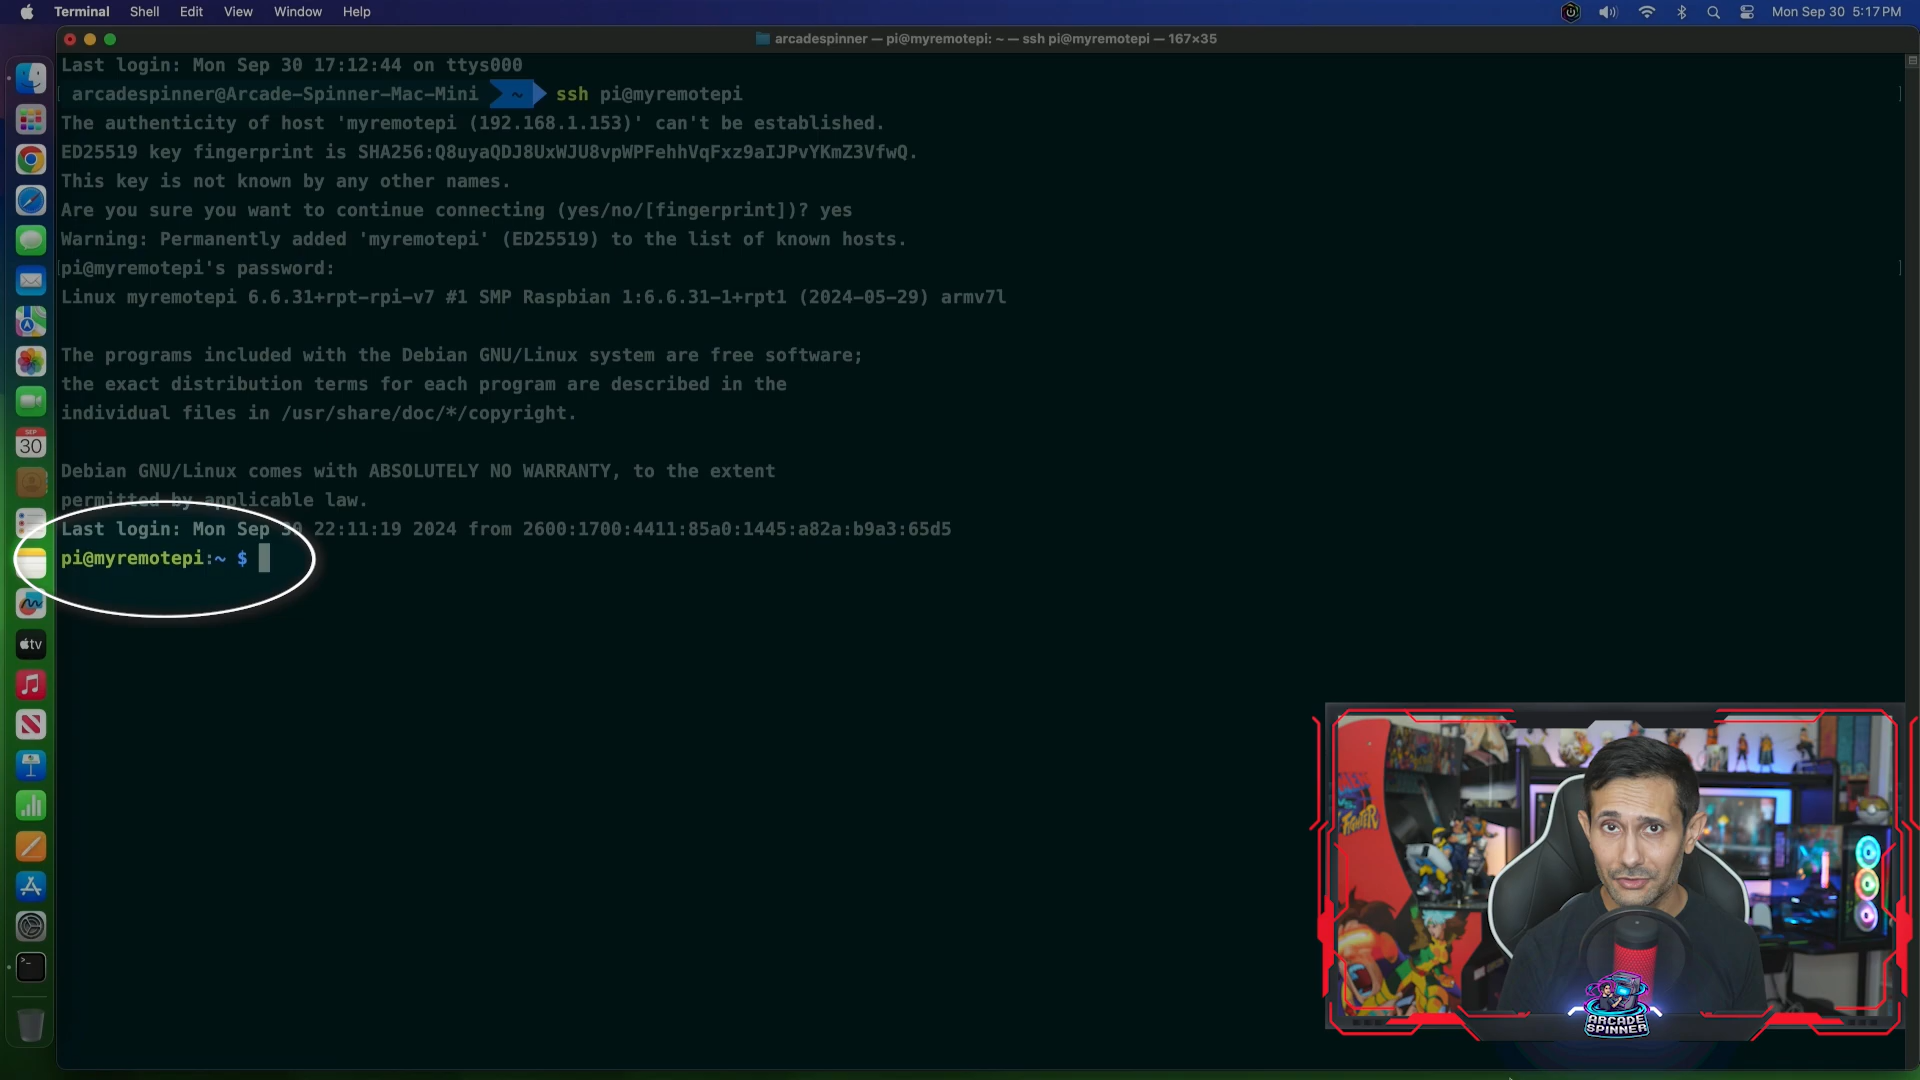 Terminal Shell Edit View Window Help Mon Sep 30 5:17 PM
arcadespinner — pi@myremotepi: ~ — ssh pi@myremotepi — 167×35
Last login: Mon Sep 30 17:12:44 on ttys000
arcadespinner@Arcade-Spinner-Mac-Mini ~ ssh pi@myremotepi
The authenticity of host 'myremotepi (192.168.1.153)' can't be established.
ED25519 key fingerprint is SHA256:Q8uyaQDJ8UxWJU8vpWPFehhVqFxz9aIJPvYKmZ3VfwQ.
This key is not known by any other names.
Are you sure you want to continue connecting (yes/no/[fingerprint])? yes
Warning: Permanently added 'myremotepi' (ED25519) to the list of known hosts.
pi@myremotepi's password:
Linux myremotepi 6.6.31+rpt-rpi-v7 #1 SMP Raspbian 1:6.6.31-1+rpt1 (2024-05-29) armv7l
The programs included with the Debian GNU/Linux system are free software;
the exact distribution terms for each program are described in the
individual files in /usr/share/doc/*/copyright.
Debian GNU/Linux comes with ABSOLUTELY NO WARRANTY, to the extent
permitted by applicable law.
Last login: Mon Sep 30 22:11:19 2024 from 2600:1700:4411:85a0:1445:a82a:b9a3:65d5
pi@myremotepi:~ $
SEP
30
tv
FIGHTER
ARCADE
SPINNER